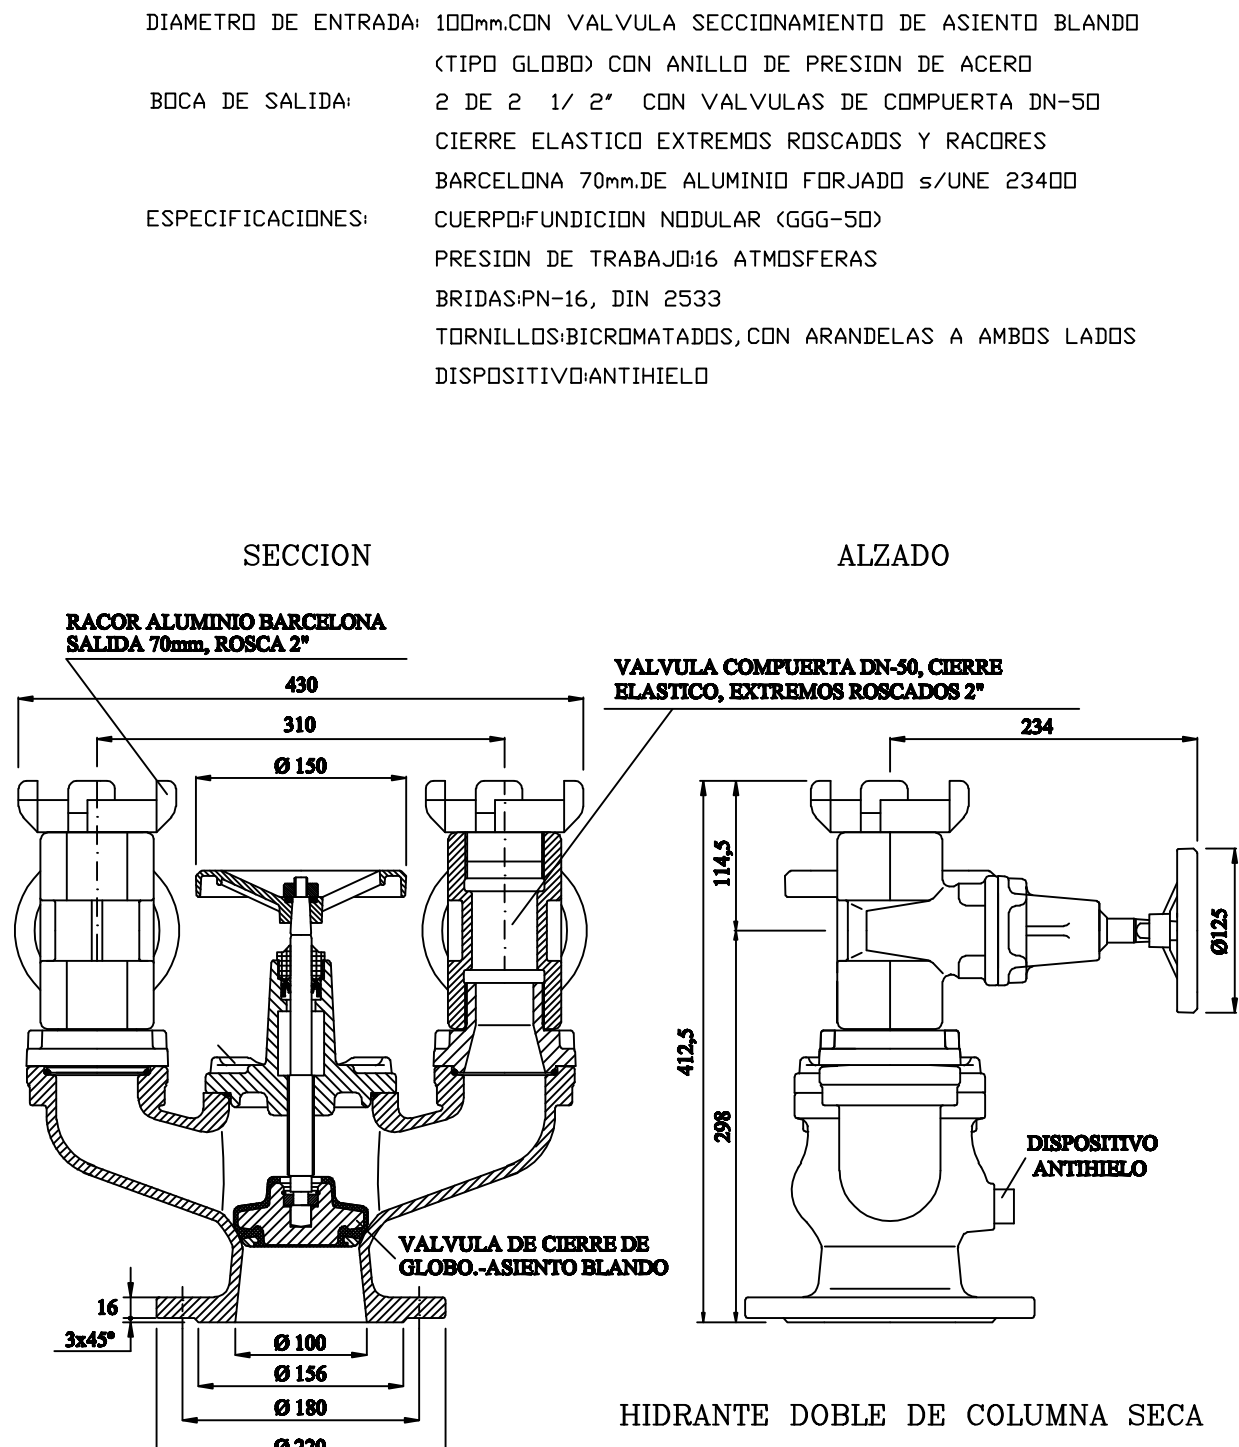 DIAMETRO DE ENTRADA: 100mm.CON VALVULA SECCIONAMIENTO DE ASIENTO BLANDO
(TIPO GLOBO) CON ANILLO DE PRESION DE ACERO
BOCA DE SALIDA: 2 DE 2 1/ 2" CON VALVULAS DE COMPUERTA DN-50
CIERRE ELASTICO EXTREMOS ROSCADOS Y RACORES
BARCELONA 70mm.DE ALUMINIO FORJADO s/UNE 23400
ESPECIFICACIONES: CUERPO:FUNDICION NODULAR (GGG-50)
PRESION DE TRABAJO:16 ATMOSFERAS
BRIDAS:PN-16, DIN 2533
TORNILLOS:BICROMATADOS, CON ARANDELAS A AMBOS LADOS
DISPOSITIVO:ANTIHIELO
SECCION
ALZADO
RACOR ALUMINIO BARCELONA
SALIDA 70mm, ROSCA 2"
VALVULA COMPUERTA DN-50, CIERRE
ELASTICO, EXTREMOS ROSCADOS 2"
430
310
Ø 150
234
114,5
Ø125
412,5
298
DISPOSITIVO
ANTIHIELO
VALVULA DE CIERRE DE
GLOBO.-ASIENTO BLANDO
16
3x45°
Ø 100
Ø 156
Ø 180
Ø 220
HIDRANTE DOBLE DE COLUMNA SECA